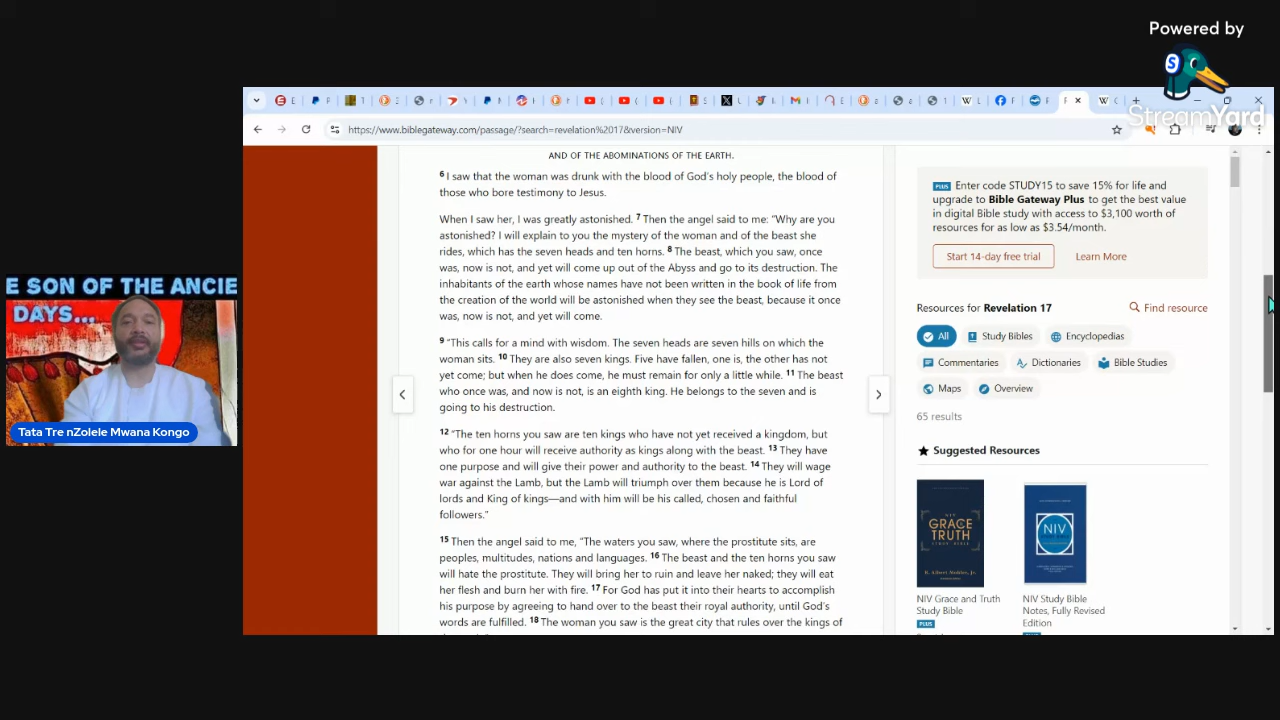 Powered by
StreamYard
https://www.biblegateway.com/passage/?search=revelation%2017&version=NIV
AND OF THE ABOMINATIONS OF THE EARTH.
6 I saw that the woman was drunk with the blood of God's holy people, the blood of
those who bore testimony to Jesus.
When I saw her, I was greatly astonished. 7 Then the angel said to me: "Why are you
astonished? I will explain to you the mystery of the woman and of the beast she
rides, which has the seven heads and ten horns. 8 The beast, which you saw, once
was, now is not, and yet will come up out of the Abyss and go to its destruction. The
inhabitants of the earth whose names have not been written in the book of life from
the creation of the world will be astonished when they see the beast, because it once
was, now is not, and yet will come.
9 "This calls for a mind with wisdom. The seven heads are seven hills on which the
woman sits. 10 They are also seven kings. Five have fallen, one is, the other has not
yet come; but when he does come, he must remain for only a little while. 11 The beast
who once was, and now is not, is an eighth king. He belongs to the seven and is
going to his destruction.
12 "The ten horns you saw are ten kings who have not yet received a kingdom, but
who for one hour will receive authority as kings along with the beast. 13 They have
one purpose and will give their power and authority to the beast. 14 They will wage
war against the Lamb, but the Lamb will triumph over them because he is Lord of
lords and King of kings—and with him will be his called, chosen and faithful
followers."
15 Then the angel said to me, "The waters you saw, where the prostitute sits, are
peoples, multitudes, nations and languages. 16 The beast and the ten horns you saw
will hate the prostitute. They will bring her to ruin and leave her naked; they will eat
her flesh and burn her with fire. 17 For God has put it into their hearts to accomplish
his purpose by agreeing to hand over to the beast their royal authority, until God's
words are fulfilled. 18 The woman you saw is the great city that rules over the kings of
PLUS Enter code STUDY15 to save 15% for life and
upgrade to Bible Gateway Plus to get the best value
in digital Bible study with access to $3,100 worth of
resources for as low as $3.54/month.
Start 14-day free trial Learn More
Resources for Revelation 17 Find resource
All Study Bibles Encyclopedias
Commentaries Dictionaries Bible Studies
Maps Overview
65 results
Suggested Resources
NIV
GRACE
TRUTH
STUDY BIBLE
R. Albert Mohler, Jr.
NIV
STUDY BIBLE
NIV Grace and Truth
Study Bible
PLUS
NIV Study Bible
Notes, Fully Revised
Edition
E SON OF THE ANCIE
DAYS...
Tata Tre nZolele Mwana Kongo